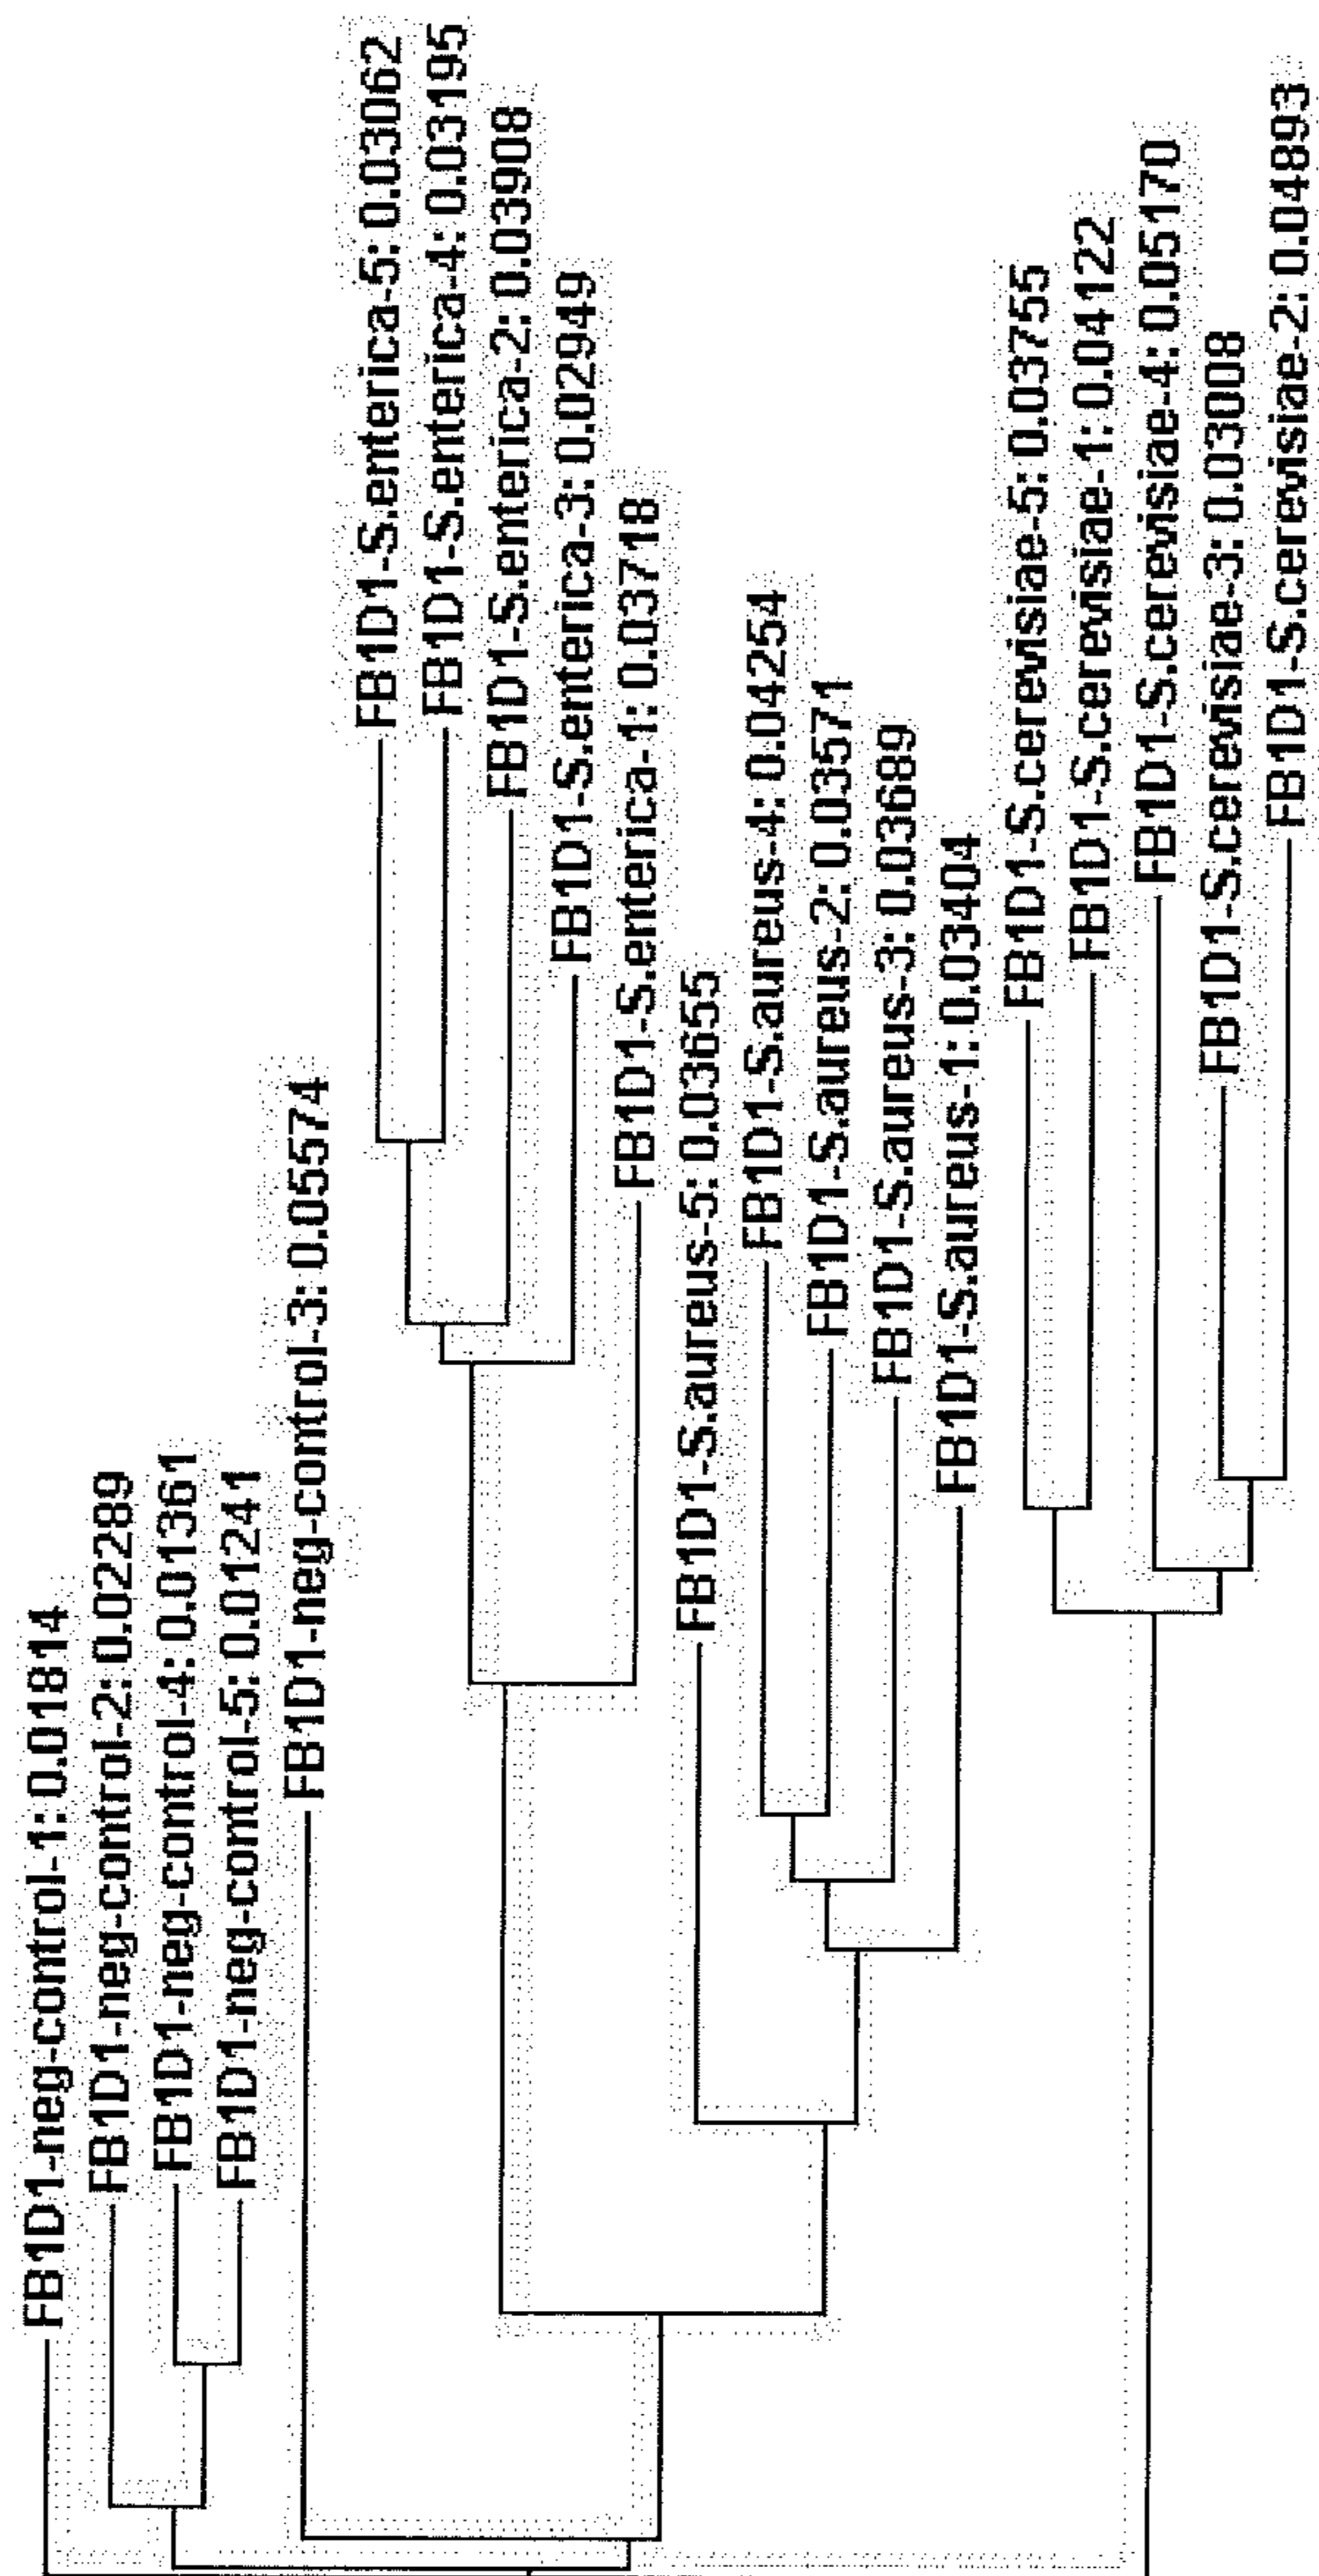 FB1D1-neg-control-1: 0.01814
FB1D1-neg-control-2: 0.02289
FB1D1-neg-control-4: 0.01361
FB1D1-neg-control-5: 0.01241
FB1D1-neg-control-3: 0.05574
FB1D1-S.enterica-5: 0.03062
FB1D1-S.enterica-4: 0.03195
FB1D1-S.enterica-2: 0.03908
FB1D1-S.enterica-3: 0.02949
FB1D1-S.enterica-1: 0.03718
FB1D1-S.aureus-5: 0.03655
FB1D1-S.aureus-4: 0.04254
FB1D1-S.aureus-2: 0.03571
FB1D1-S.aureus-3: 0.03689
FB1D1-S.aureus-1: 0.03404
FB1D1-S.cerevisiae-5: 0.03755
FB1D1-S.cerevisiae-1: 0.04122
FB1D1-S.cerevisiae-4: 0.05170
FB1D1-S.cerevisiae-3: 0.03008
FB1D1-S.cerevisiae-2: 0.04893